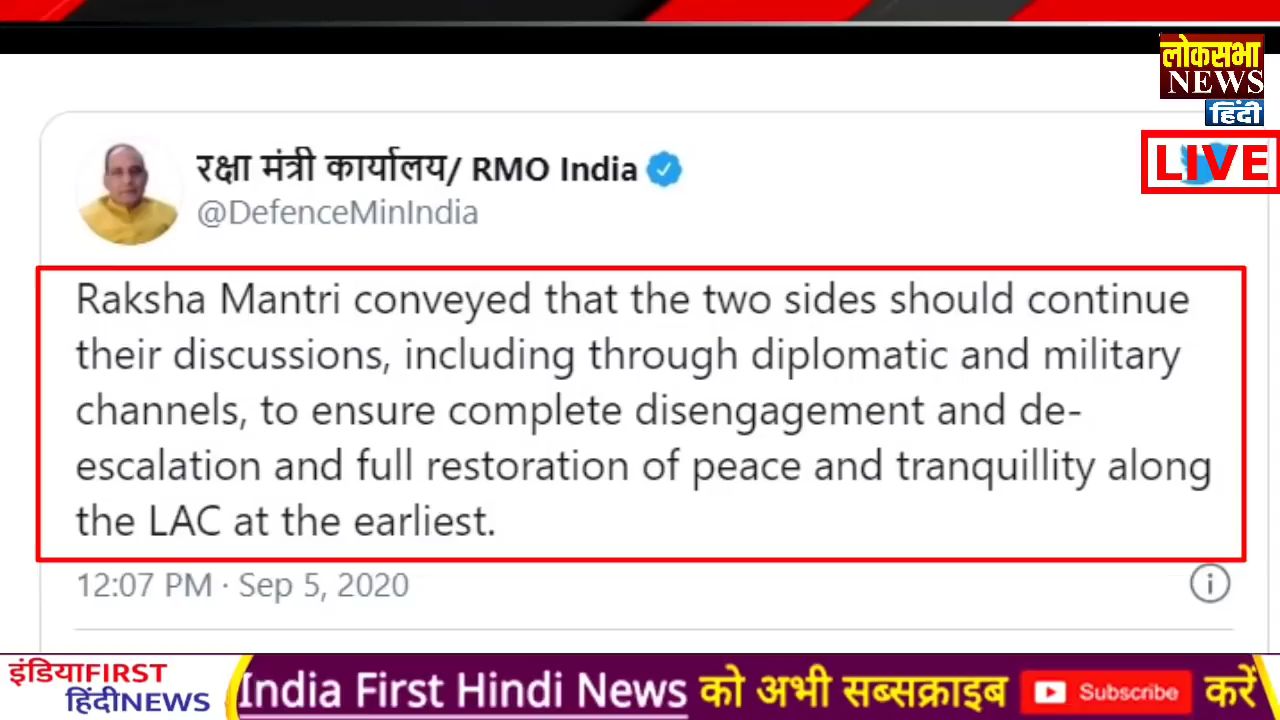 लोकसभा
NEWS
हिंदी
LIVE
रक्षा मंत्री कार्यालय/ RMO India
@DefenceMinIndia
Raksha Mantri conveyed that the two sides should continue
their discussions, including through diplomatic and military
channels, to ensure complete disengagement and de-
escalation and full restoration of peace and tranquillity along
the LAC at the earliest.
12:07 PM · Sep 5, 2020
इंडियाFIRST
हिंदीNEWS
India First Hindi News को अभी सब्सक्राइब Subscribe करें